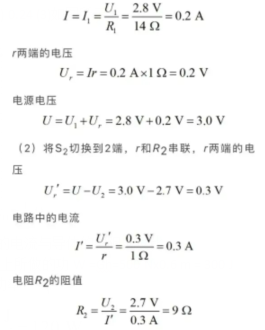 I = I₁ = U₁/R₁ = 2.8 V/14 Ω = 0.2 A
r两端的电压
Uᵣ = Ir = 0.2 A×1 Ω = 0.2 V
电源电压
U = U₁ + Uᵣ = 2.8 V + 0.2 V = 3.0 V
（2）将S₂切换到2端，r和R2串联，r两端的电
压
Uᵣ′ = U − U₂ = 3.0 V − 2.7 V = 0.3 V
电路中的电流
I′ = Uᵣ′/r = 0.3 V/1 Ω = 0.3 A
电阻R2的阻值
R₂ = U₂/I′ = 2.7 V/0.3 A = 9 Ω